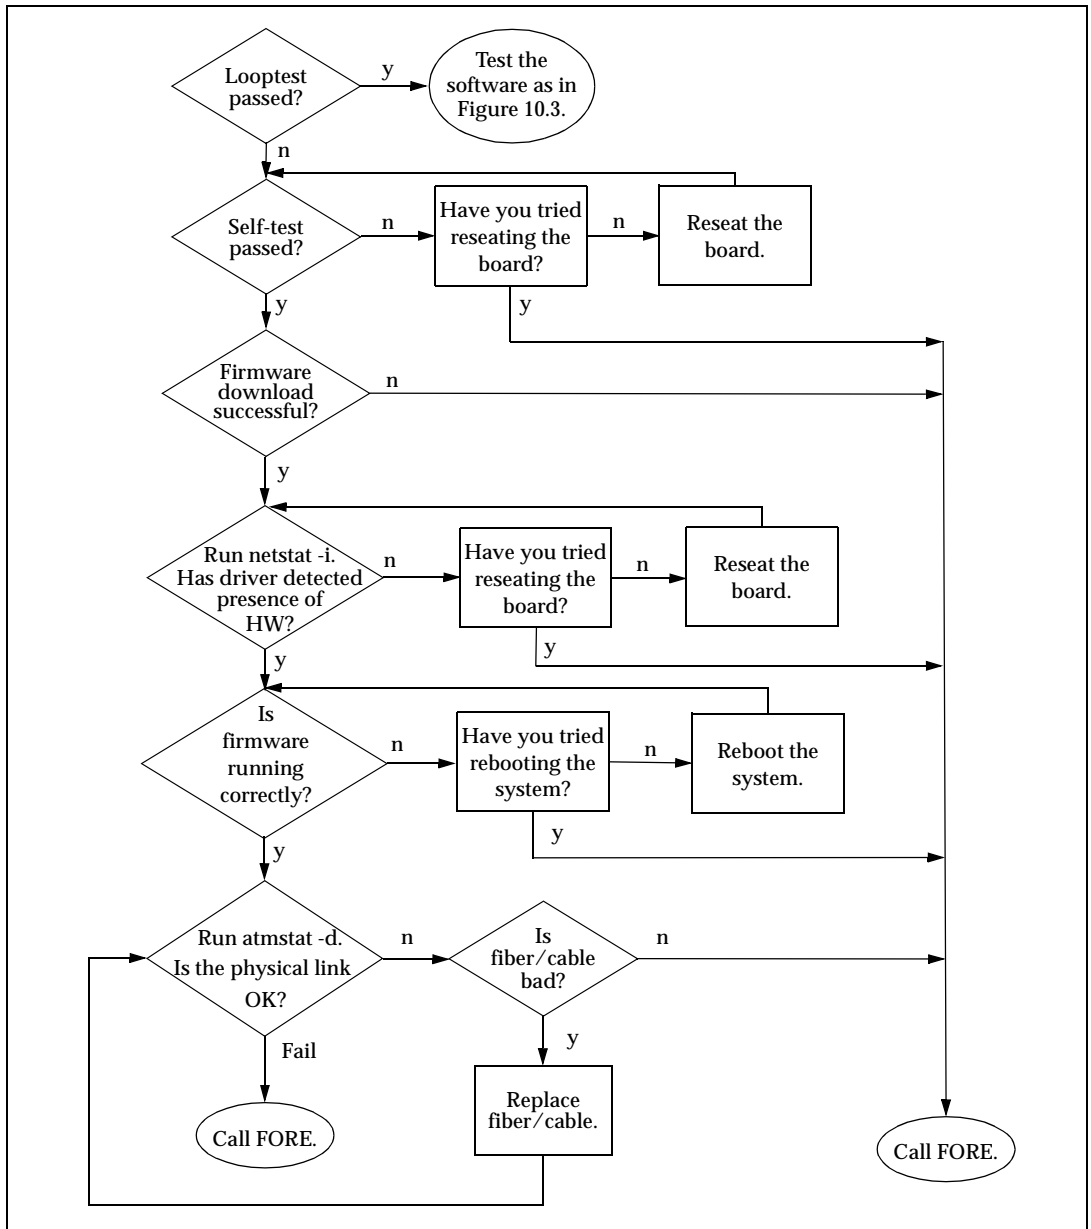 Looptest
passed?
y
Test the
software as in
Figure 10.3.
n
Self-test
passed?
n
Have you tried
reseating the
board?
n
Reseat the
board.
y
y
Firmware
download
successful?
n
y
Run netstat -i.
Has driver detected
presence of
HW?
n
Have you tried
reseating the
board?
n
Reseat the
board.
y
y
Is
firmware
running
correctly?
n
Have you tried
rebooting the
system?
n
Reboot the
system.
y
y
Run atmstat -d.
Is the physical link
OK?
n
Is
fiber/cable
bad?
n
Fail
y
Call FORE.
Replace
fiber/cable.
Call FORE.